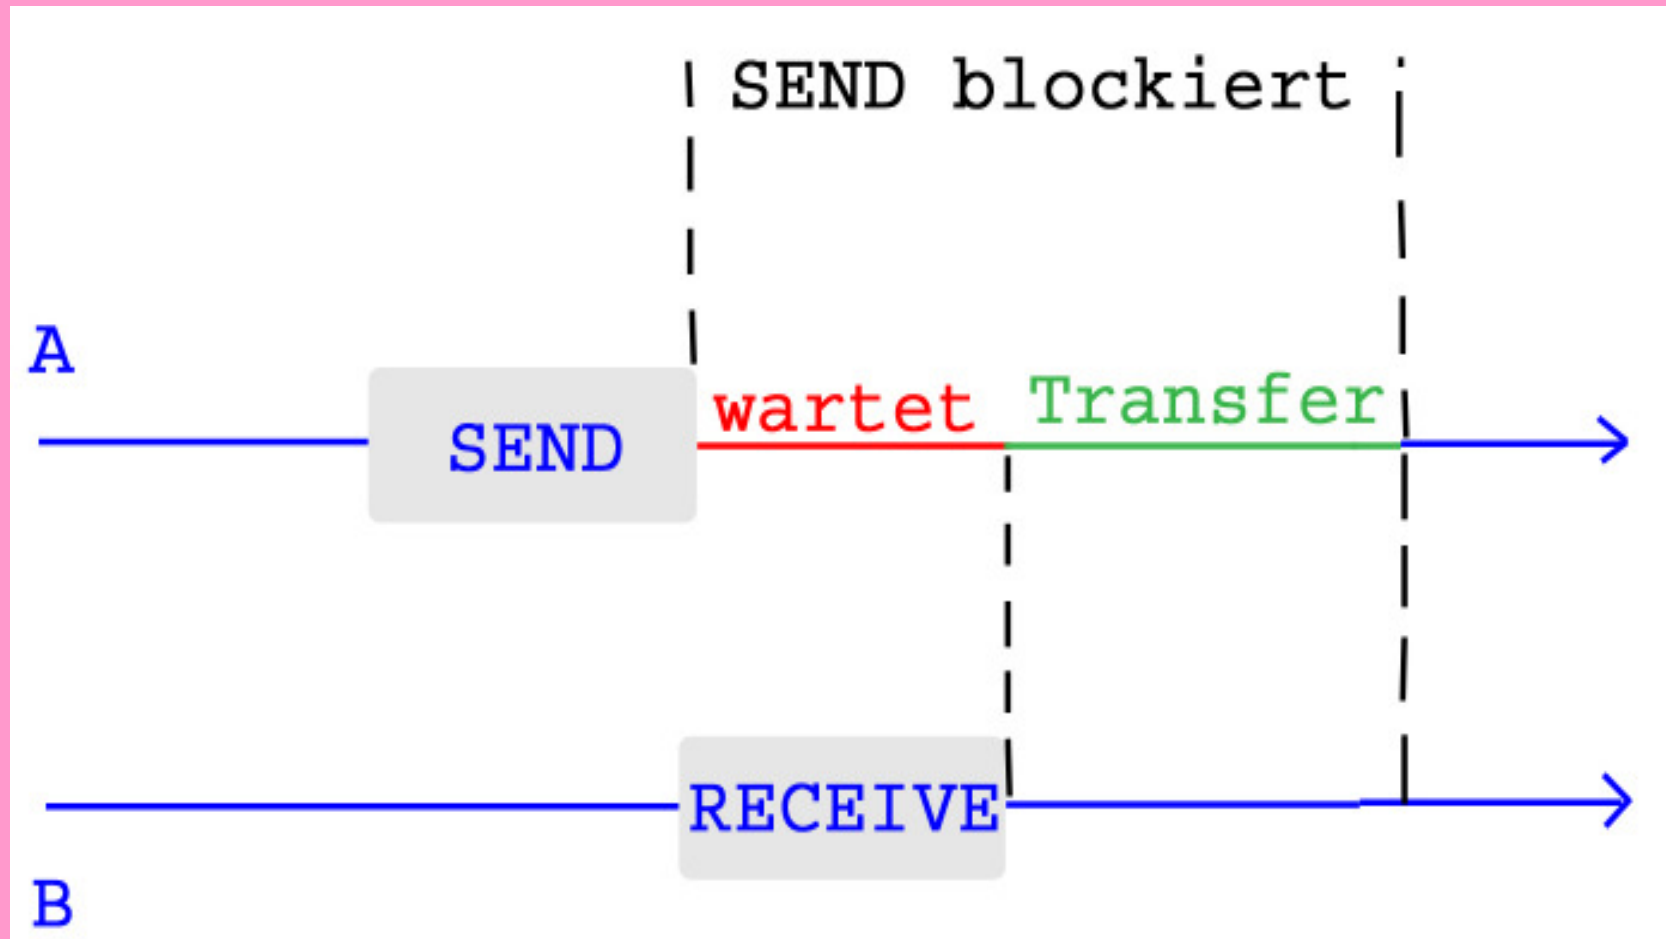 SEND blockiert
A
wartet
Transfer
SEND
RECEIVE
B